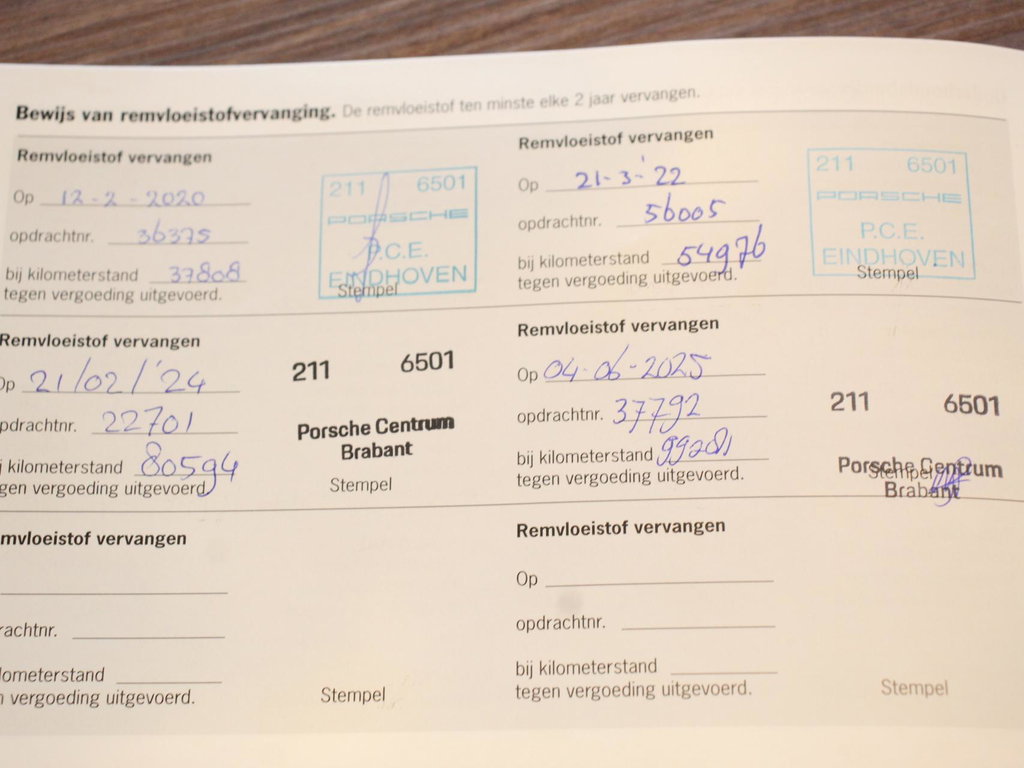 Bewijs van remvloeistofvervanging. De remvloeistof ten minste elke 2 jaar vervangen.
Remvloeistof vervangen
Op 12-2-2020
opdrachtnr. 36375
bij kilometerstand 37808
tegen vergoeding uitgevoerd.
211 6501
PORSCHE
P.C.E.
EINDHOVEN
Stempel
Remvloeistof vervangen
Op 21-3-'22
opdrachtnr. 56005
bij kilometerstand 54976
tegen vergoeding uitgevoerd.
211 6501
PORSCHE
P.C.E.
EINDHOVEN
Stempel
Remvloeistof vervangen
Op 21/02/'24
pdrachtnr. 22701
j kilometerstand 80594
gen vergoeding uitgevoerd.
211 6501
Porsche Centrum
Brabant
Stempel
Remvloeistof vervangen
Op 04-06-2025
opdrachtnr. 37792
bij kilometerstand 99281
tegen vergoeding uitgevoerd.
211 6501
Porsche Centrum
Brabant
Stempel
mvloeistof vervangen
rachtnr.
lometerstand
n vergoeding uitgevoerd.
Stempel
Remvloeistof vervangen
Op
opdrachtnr.
bij kilometerstand
tegen vergoeding uitgevoerd.
Stempel